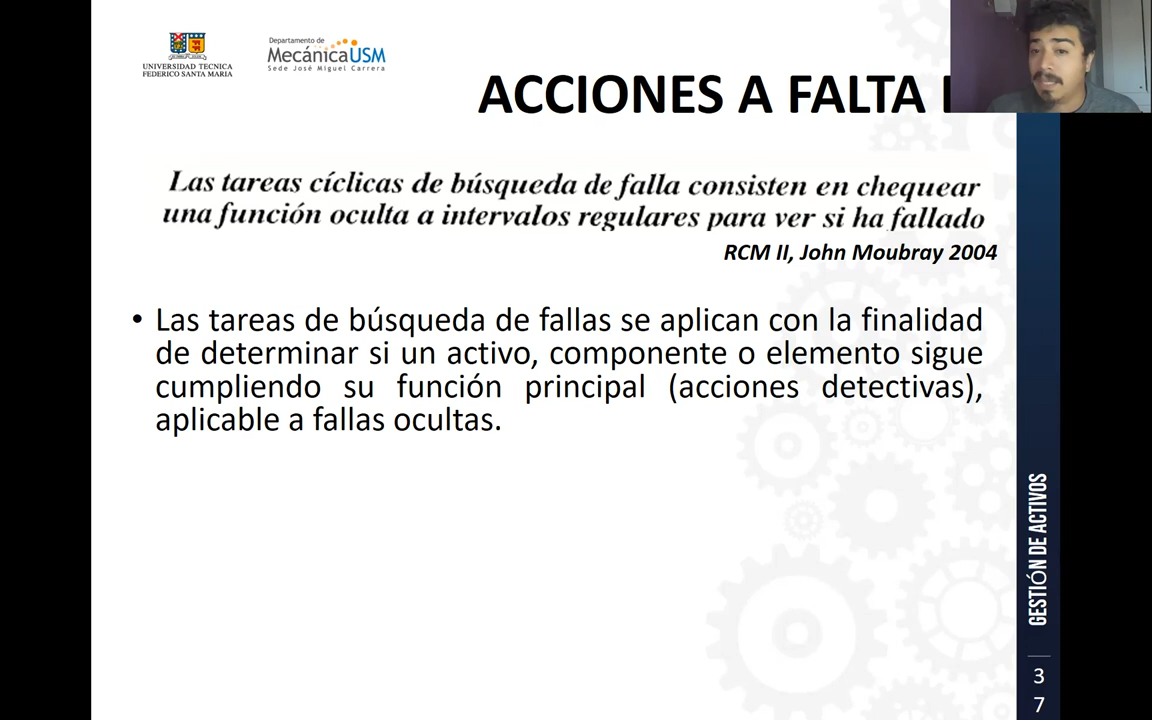 UNIVERSIDAD TECNICA
FEDERICO SANTA MARIA
Departamento de
MecánicaUSM
Sede José Miguel Carrera
ACCIONES A FALTA
Las tareas cíclicas de búsqueda de falla consisten en chequear
una función oculta a intervalos regulares para ver si ha fallado
RCM II, John Moubray 2004
• Las tareas de búsqueda de fallas se aplican con la finalidad
de determinar si un activo, componente o elemento sigue
cumpliendo su función principal (acciones detectivas),
aplicable a fallas ocultas.
GESTIÓN DE ACTIVOS
3
7